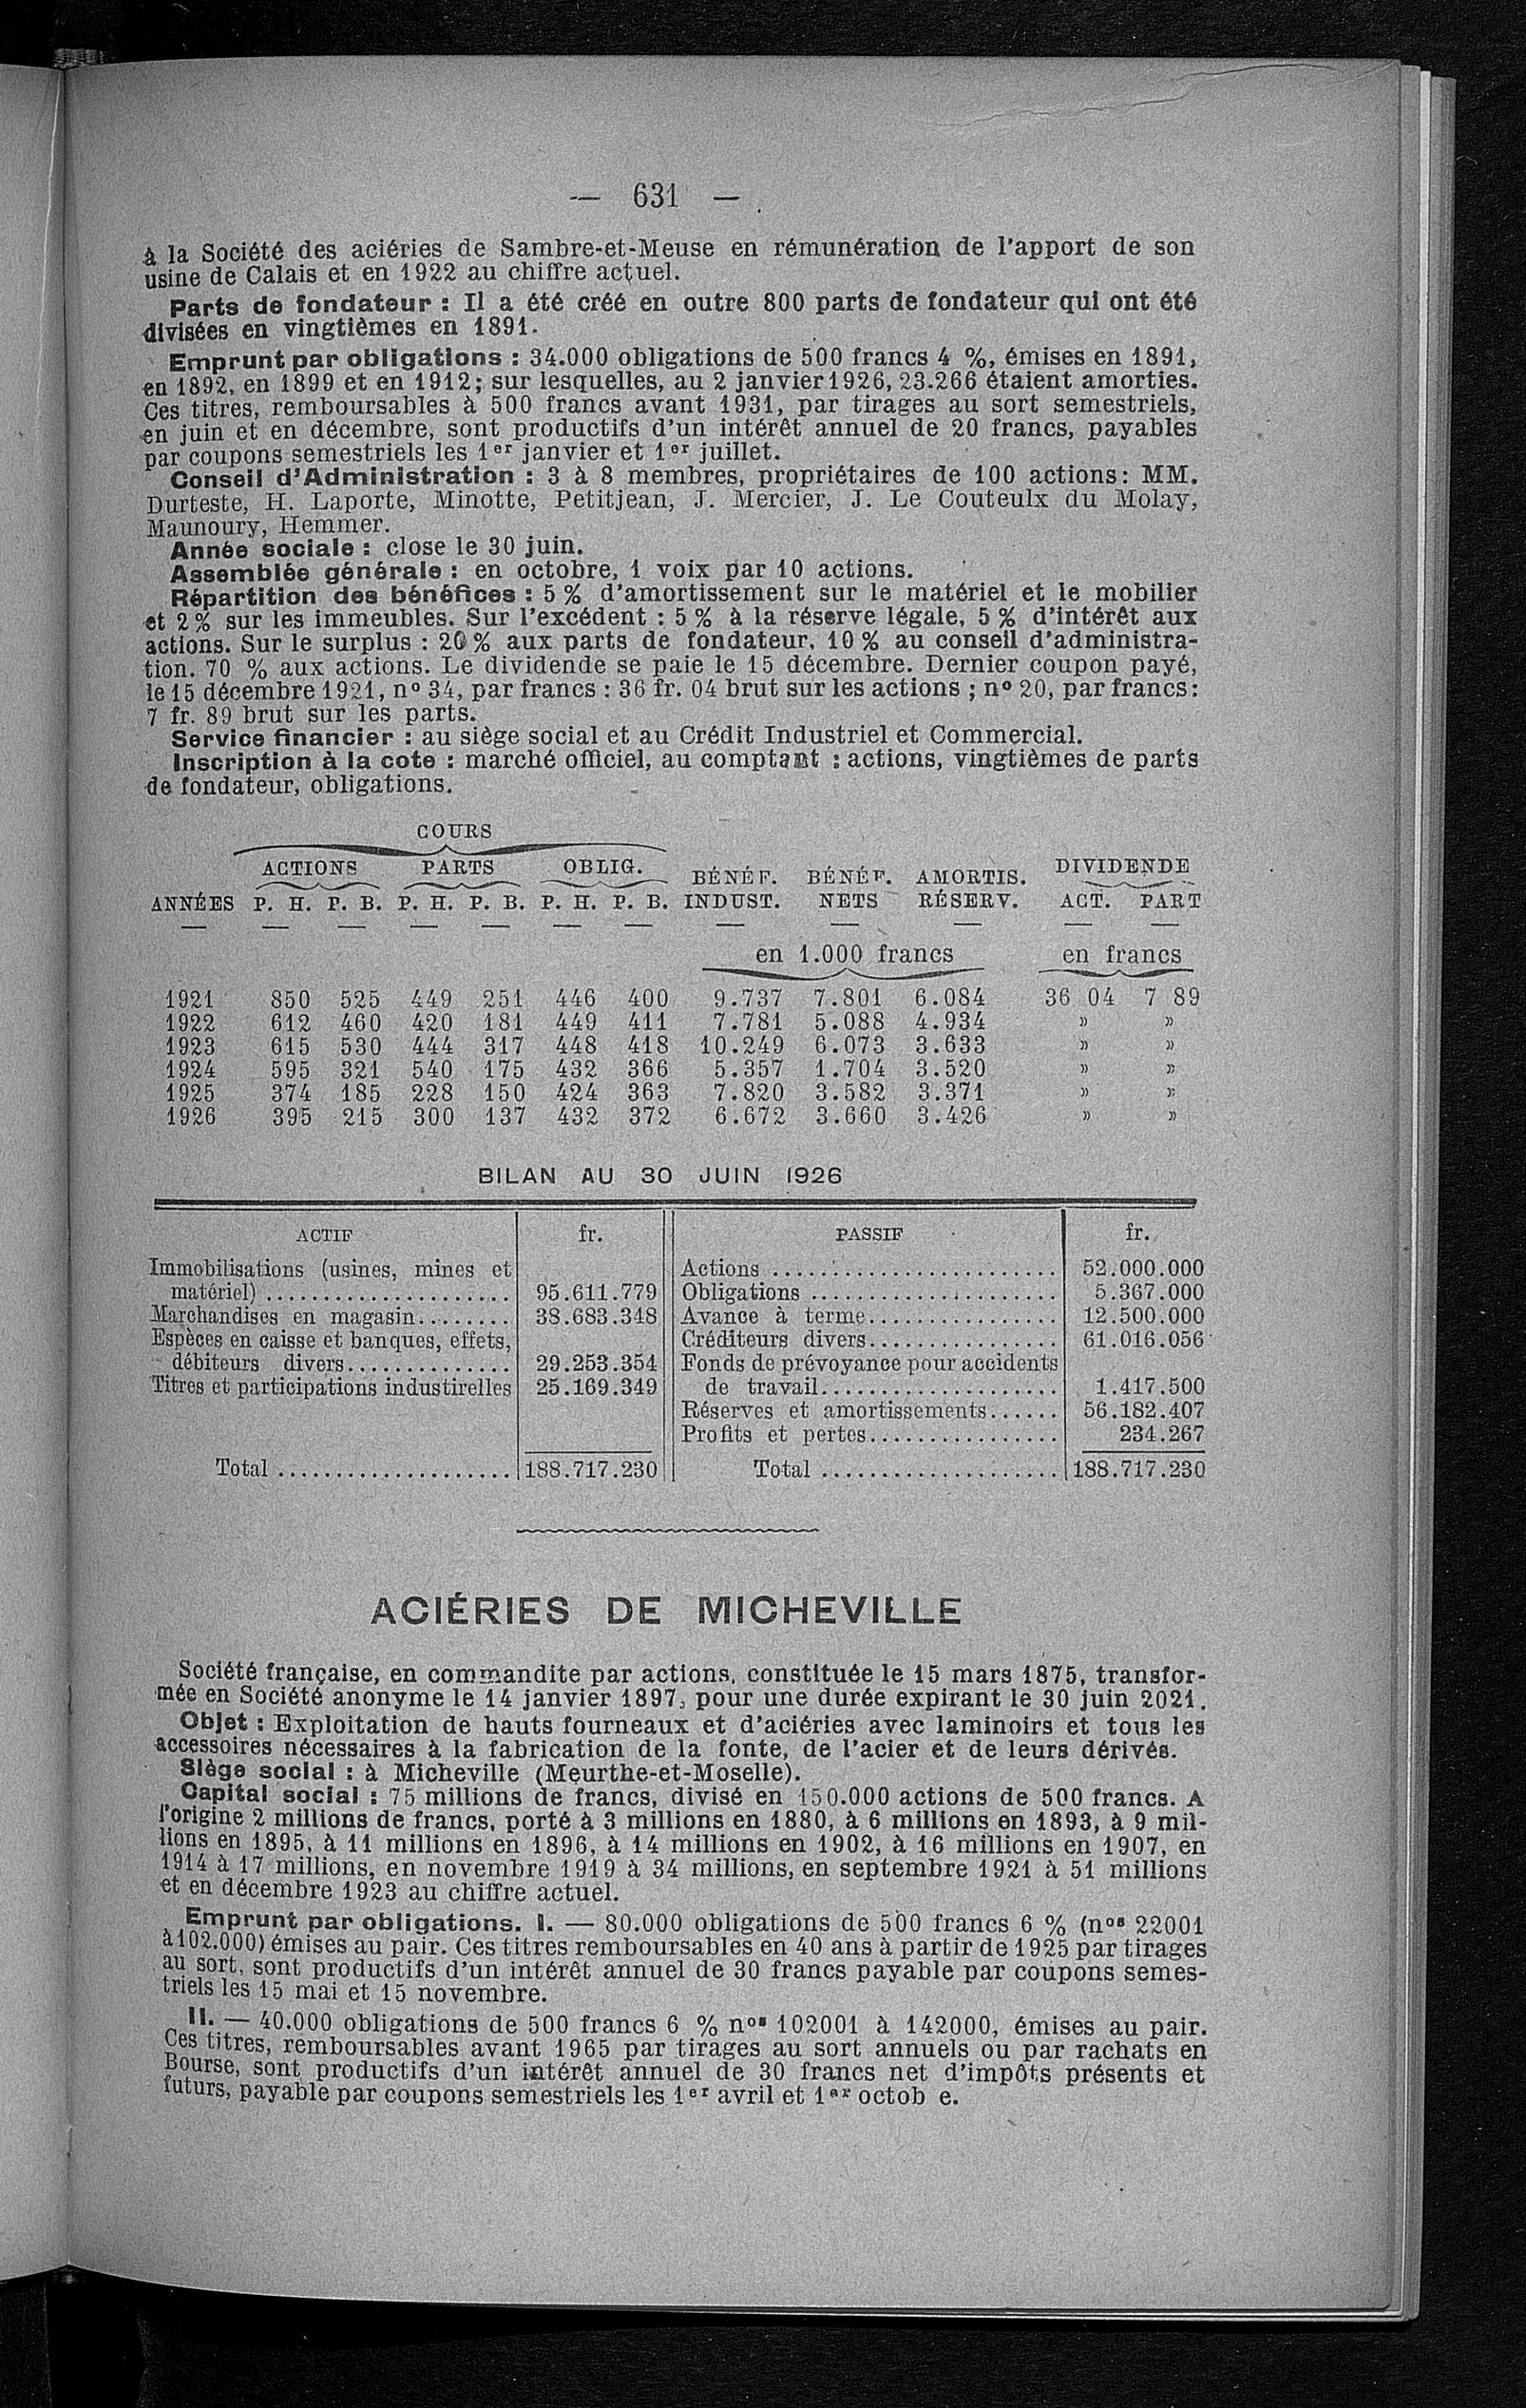 — 631 —
à la Société des aciéries de Sambre-et-Meuse en rémunération de l'apport de son
usine de Calais et en 1922 au chiffre actuel.
Parts de fondateur : Il a été créé en outre 800 parts de fondateur qui ont été
divisées en vingtièmes en 1891.
Emprunt par obligations : 34.000 obligations de 500 francs 4 %, émises en 1891,
en 1892, en 1899 et en 1912; sur lesquelles, au 2 janvier 1926, 23.266 étaient amorties.
Ces titres, remboursables à 500 francs avant 1931, par tirages au sort semestriels,
en juin et en décembre, sont productifs d'un intérêt annuel de 20 francs, payables
par coupons semestriels les 1er janvier et 1er juillet.
Conseil d'Administration : 3 à 8 membres, propriétaires de 100 actions: MM.
Durteste, H. Laporte, Minotte, Petitjean, J. Mercier, J. Le Couteulx du Molay,
Maunoury, Hemmer.
Année sociale : close le 30 juin.
Assemblée générale : en octobre, 1 voix par 10 actions.
Répartition des bénéfices : 5 % d'amortissement sur le matériel et le mobilier
et 2 % sur les immeubles. Sur l'excédent : 5 % à la réserve légale, 5 % d'intérêt aux
actions. Sur le surplus : 20 % aux parts de fondateur, 10 % au conseil d'administra-
tion. 70 % aux actions. Le dividende se paie le 15 décembre. Dernier coupon payé,
le 15 décembre 1921, nº 34, par francs : 36 fr. 04 brut sur les actions ; nº 20, par francs:
7 fr. 89 brut sur les parts.
Service financier : au siège social et au Crédit Industriel et Commercial.
Inscription à la cote : marché officiel, au comptant : actions, vingtièmes de parts
de fondateur, obligations.
COURS
ACTIONS PARTS OBLIG. BÉNÉF. BÉNÉF. AMORTIS. DIVIDENDE
ANNÉES P. H. P. B. P. H. P. B. P. H. P. B. INDUST. NETS RÉSERV. ACT. PART
en 1.000 francs en francs
1921 850 525 449 251 446 400 9.737 7.801 6.084 36 04 7 89
1922 612 460 420 181 449 411 7.781 5.088 4.934 » »
1923 615 530 444 317 448 418 10.249 6.073 3.633 » »
1924 595 321 540 175 432 366 5.357 1.704 3.520 » »
1925 374 185 228 150 424 363 7.820 3.582 3.371 » »
1926 395 215 300 137 432 372 6.672 3.660 3.426 » »
BILAN AU 30 JUIN 1926
ACTIF fr. PASSIF fr.
Immobilisations (usines, mines et Actions ........................ 52.000.000
matériel) ..................... 95.611.779 Obligations ..................... 5.367.000
Marchandises en magasin........ 38.683.348 Avance à terme................ 12.500.000
Espèces en caisse et banques, effets, Créditeurs divers................ 61.016.056
débiteurs divers.............. 29.253.354 Fonds de prévoyance pour accidents
Titres et participations industirelles 25.169.349 de travail.................... 1.417.500
Réserves et amortissements...... 56.182.407
Profits et pertes................ 234.267
Total .................... 188.717.230 Total .................... 188.717.230
ACIÉRIES DE MICHEVILLE
Société française, en commandite par actions, constituée le 15 mars 1875, transfor-
mée en Société anonyme le 14 janvier 1897, pour une durée expirant le 30 juin 2021.
Objet : Exploitation de hauts fourneaux et d'aciéries avec laminoirs et tous les
accessoires nécessaires à la fabrication de la fonte, de l'acier et de leurs dérivés.
Siège social : à Micheville (Meurthe-et-Moselle).
Capital social : 75 millions de francs, divisé en 150.000 actions de 500 francs. A
l'origine 2 millions de francs, porté à 3 millions en 1880, à 6 millions en 1893, à 9 mil-
lions en 1895, à 11 millions en 1896, à 14 millions en 1902, à 16 millions en 1907, en
1914 à 17 millions, en novembre 1919 à 34 millions, en septembre 1921 à 51 millions
et en décembre 1923 au chiffre actuel.
Emprunt par obligations. I. — 80.000 obligations de 500 francs 6 % (nos 22001
à 102.000) émises au pair. Ces titres remboursables en 40 ans à partir de 1925 par tirages
au sort, sont productifs d'un intérêt annuel de 30 francs payable par coupons semes-
triels les 15 mai et 15 novembre.
II. — 40.000 obligations de 500 francs 6 % nos 102001 à 142000, émises au pair.
Ces titres, remboursables avant 1965 par tirages au sort annuels ou par rachats en
Bourse, sont productifs d'un intérêt annuel de 30 francs net d'impôts présents et
futurs, payable par coupons semestriels les 1er avril et 1er octob e.